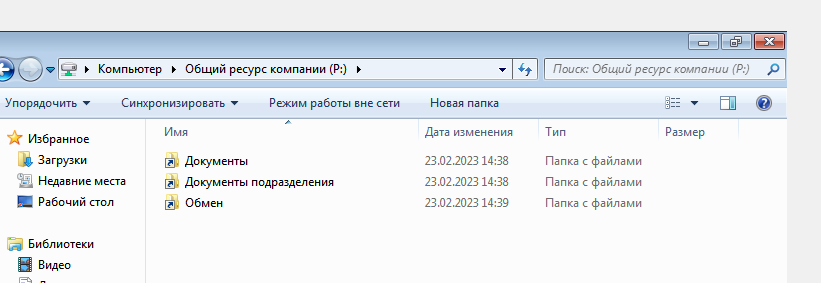 Компьютер Общий ресурс компании (P:) Поиск: Общий ресурс компании (P:)
Упорядочить Синхронизировать Режим работы вне сети Новая папка
Имя Дата изменения Тип Размер
Избранное
Загрузки
Недавние места
Рабочий стол
Библиотеки
Видео
Документы 23.02.2023 14:38 Папка с файлами
Документы подразделения 23.02.2023 14:38 Папка с файлами
Обмен 23.02.2023 14:39 Папка с файлами